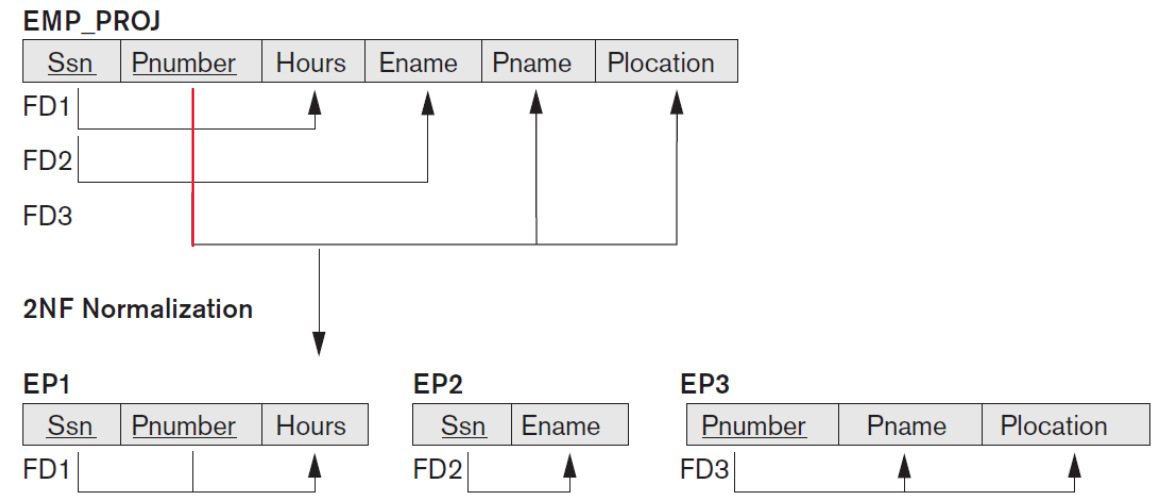 EMP_PROJ
Ssn Pnumber Hours Ename Pname Plocation
FD1
FD2
FD3
2NF Normalization
EP1 EP2 EP3
Ssn Pnumber Hours Ssn Ename Pnumber Pname Plocation
FD1 FD2 FD3